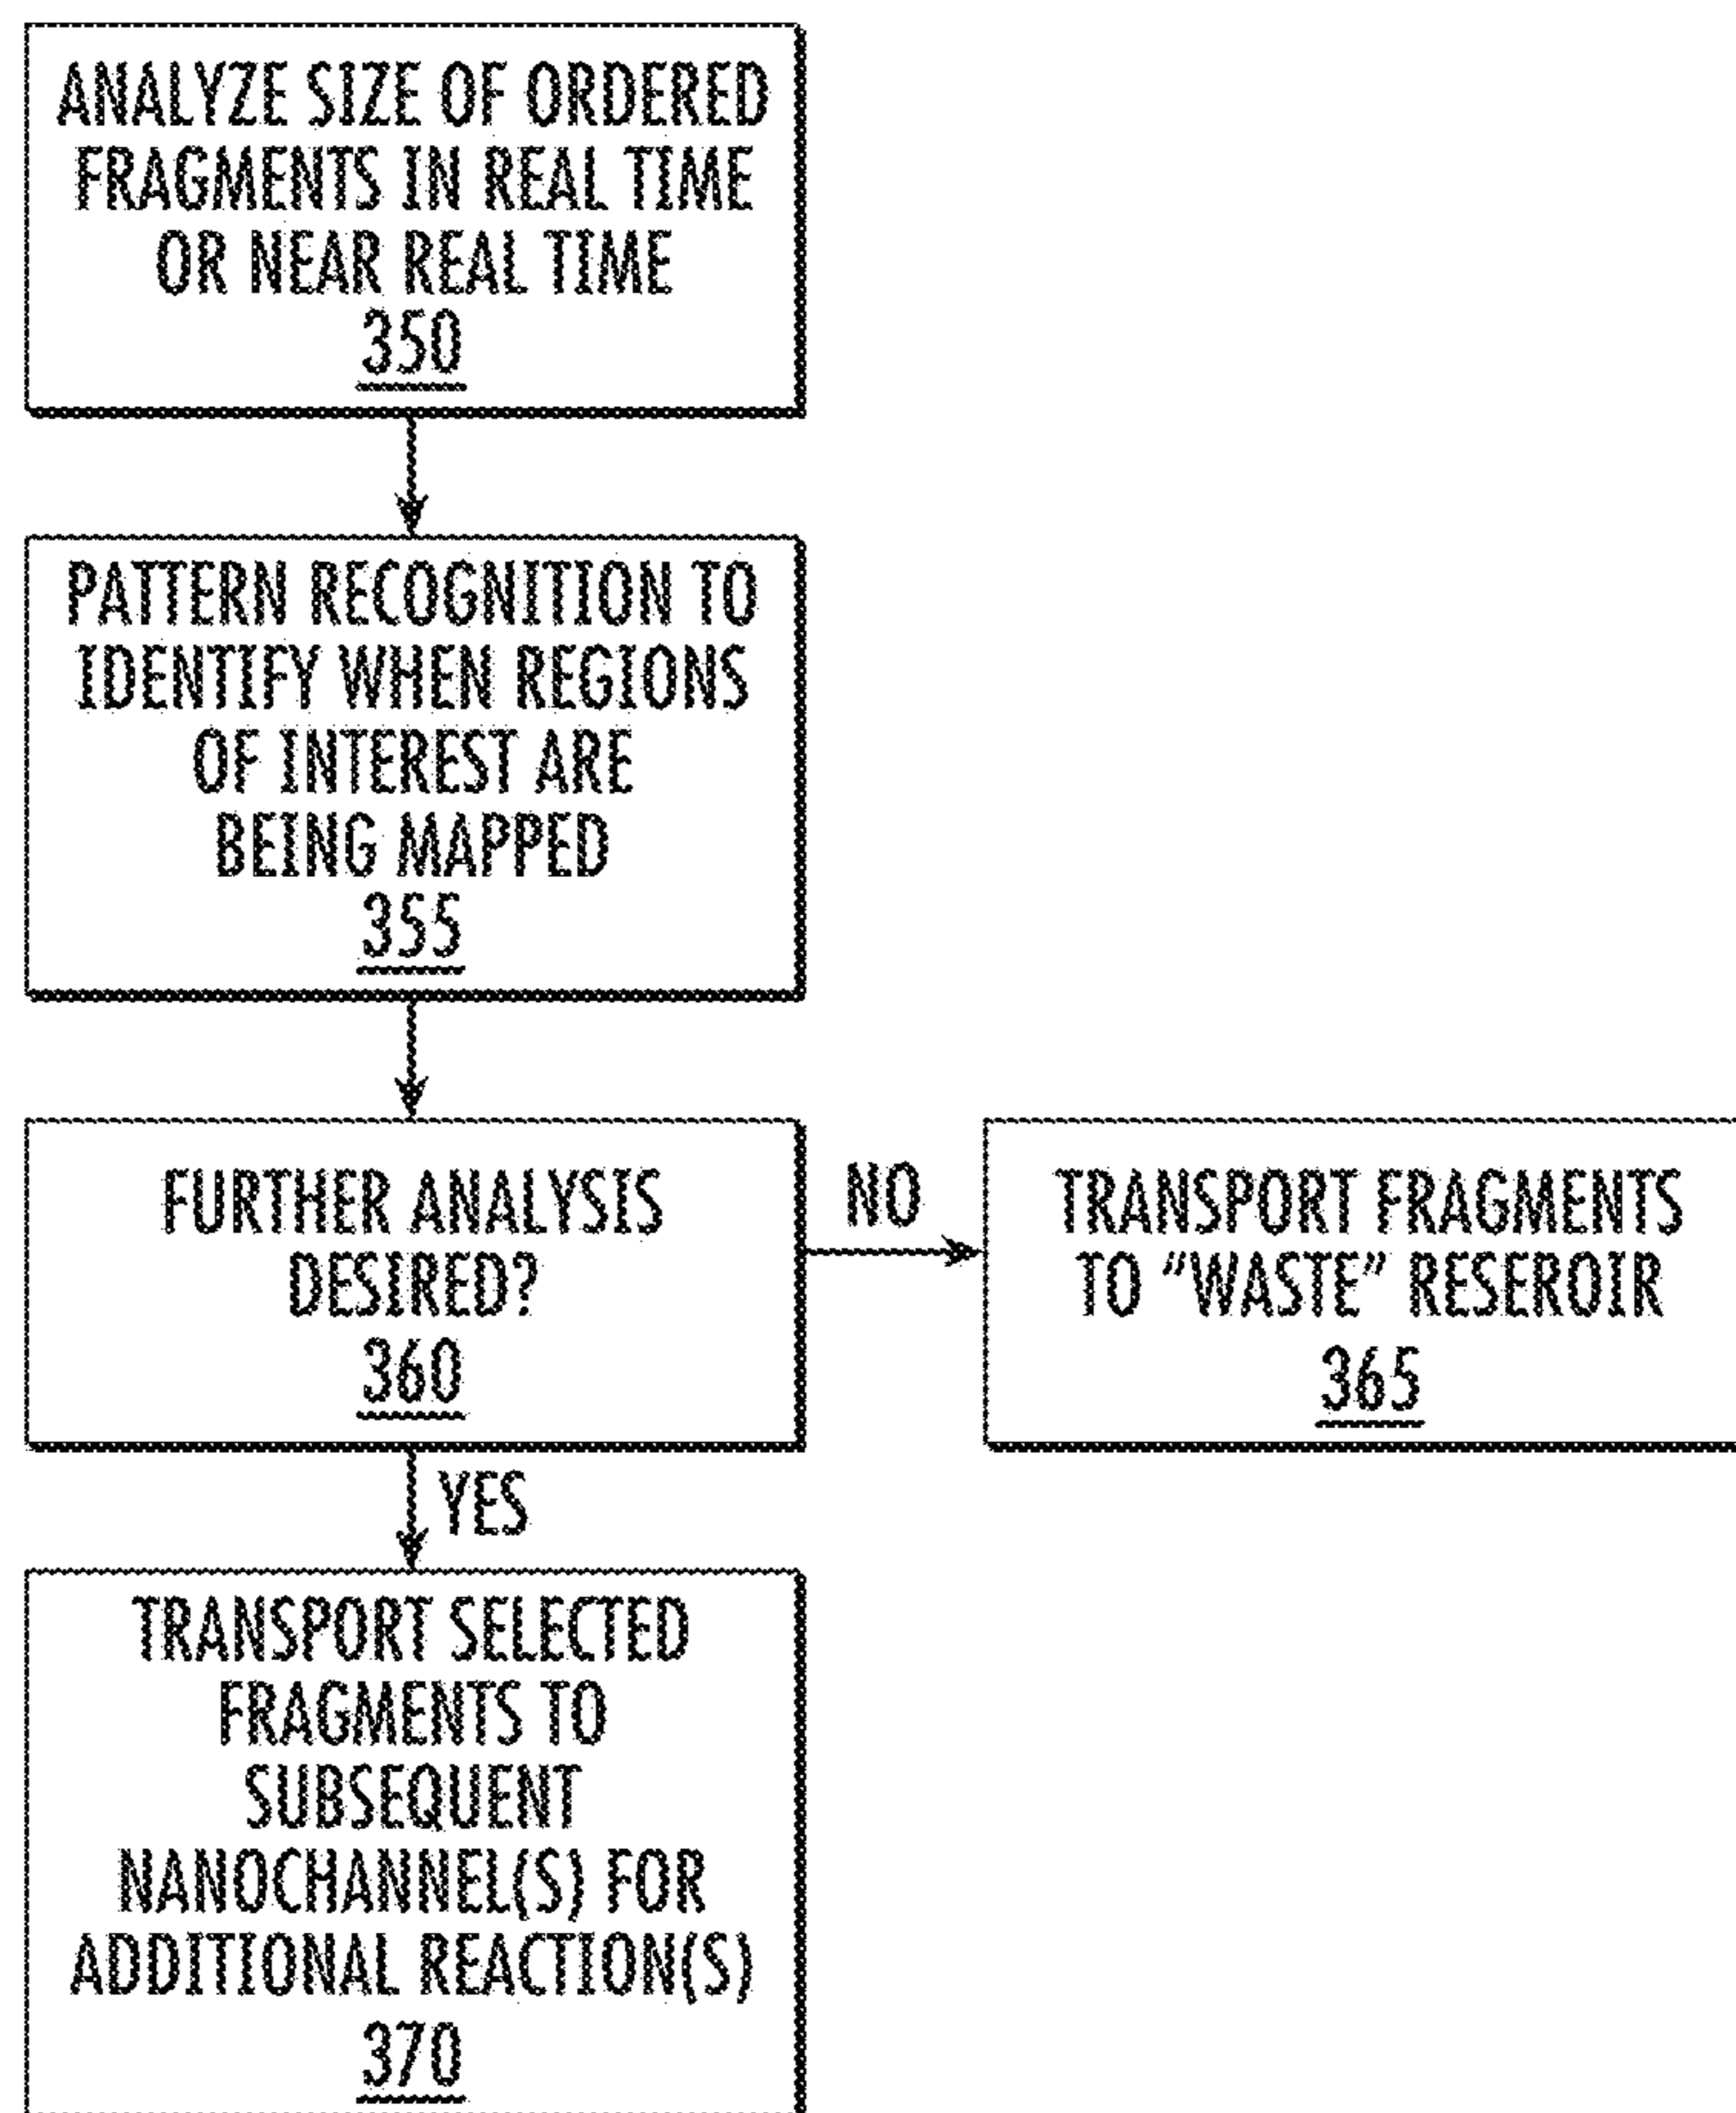 ANALYZE SIZE OF ORDERED
FRAGMENTS IN REAL TIME
OR NEAR REAL TIME
350
PATTERN RECOGNITION TO
IDENTIFY WHEN REGIONS
OF INTEREST ARE
BEING MAPPED
355
FURTHER ANALYSIS
DESIRED?
360
NO
TRANSPORT FRAGMENTS
TO “WASTE” RESEROIR
365
YES
TRANSPORT SELECTED
FRAGMENTS TO
SUBSEQUENT
NANOCHANNEL(S) FOR
ADDITIONAL REACTION(S)
370